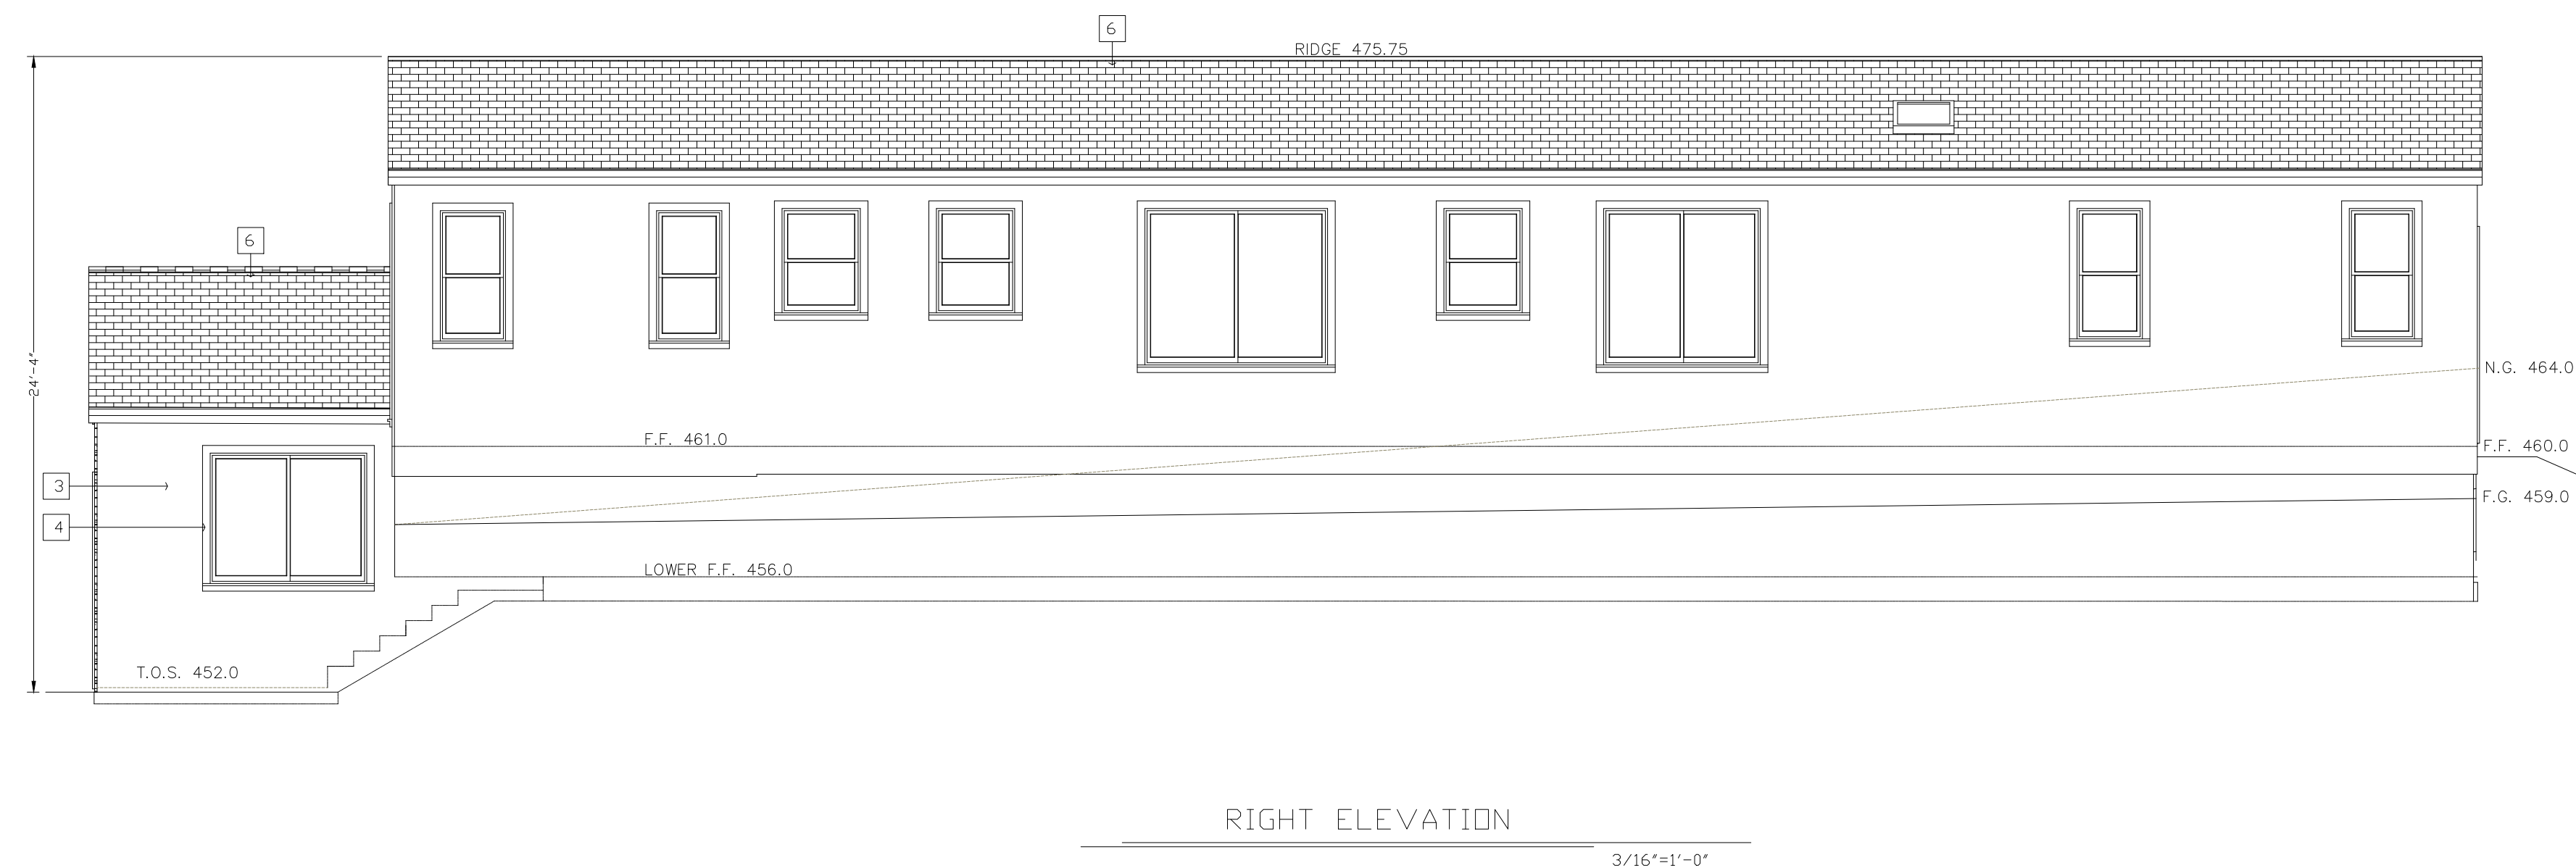 6
RIDGE 475.75
6
24'-4"
N.G. 464.0
F.F. 461.0
F.F. 460.0
3
F.G. 459.0
4
LOWER F.F. 456.0
T.O.S. 452.0
RIGHT ELEVATION
3/16"=1'-0"